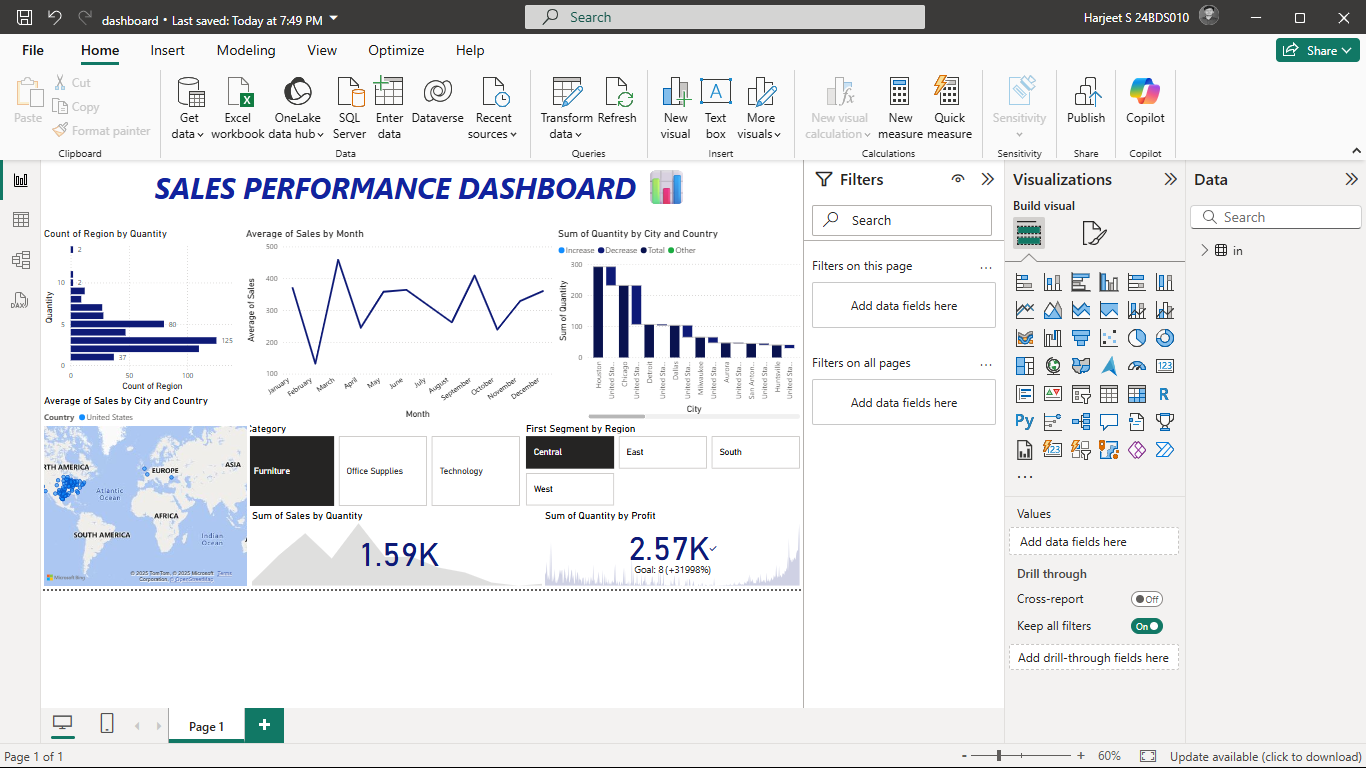 dashboard • Last saved: Today at 7:49 PM
Search
Harjeet S 24BDS010
File Home Insert Modeling View Optimize Help
Share
Paste
Cut
Copy
Format painter
Clipboard
Get data
Excel workbook
OneLake data hub
SQL Server
Enter data
Dataverse
Recent sources
Data
Transform data
Refresh
Queries
New visual
Text box
More visuals
Insert
New visual calculation
New measure
Quick measure
Calculations
Sensitivity
Sensitivity
Publish
Share
Copilot
Copilot
SALES PERFORMANCE DASHBOARD
Count of Region by Quantity
2
10
2
5
80
125
0
37
0 50 100
Quantity
Count of Region
Average of Sales by Month
500
400
300
200
100
Average of Sales
January February March April May June July August September October November December
Month
Sum of Quantity by City and Country
Increase Decrease Total Other
300
200
100
0
Sum of Quantity
Houston United Sta... Chicago United Sta... Detroit United Sta... Dallas United Sta... Milwaukee United Sta... Aurora United Sta... San Anton... United Sta... Huntsville United Sta...
City
Average of Sales by City and Country
Country United States
NORTH AMERICA
EUROPE
ASIA
Atlantic Ocean
AFRICA
SOUTH AMERICA
Indian Ocean
Microsoft Bing
© 2025 TomTom, © 2025 Microsoft Corporation, © OpenStreetMap Terms
Category
Furniture
Office Supplies
Technology
First Segment by Region
Central
East
South
West
Sum of Sales by Quantity
1.59K
Sum of Quantity by Profit
2.57K
Goal: 8 (+31998%)
Filters
Search
Filters on this page
...
Add data fields here
Filters on all pages
...
Add data fields here
Visualizations
Build visual
123
R
Py
123
...
Values
Add data fields here
Drill through
Cross-report
Off
Keep all filters
On
Add drill-through fields here
Data
Search
in
DAX
Page 1
+
Page 1 of 1
- + 60%
Update available (click to download)